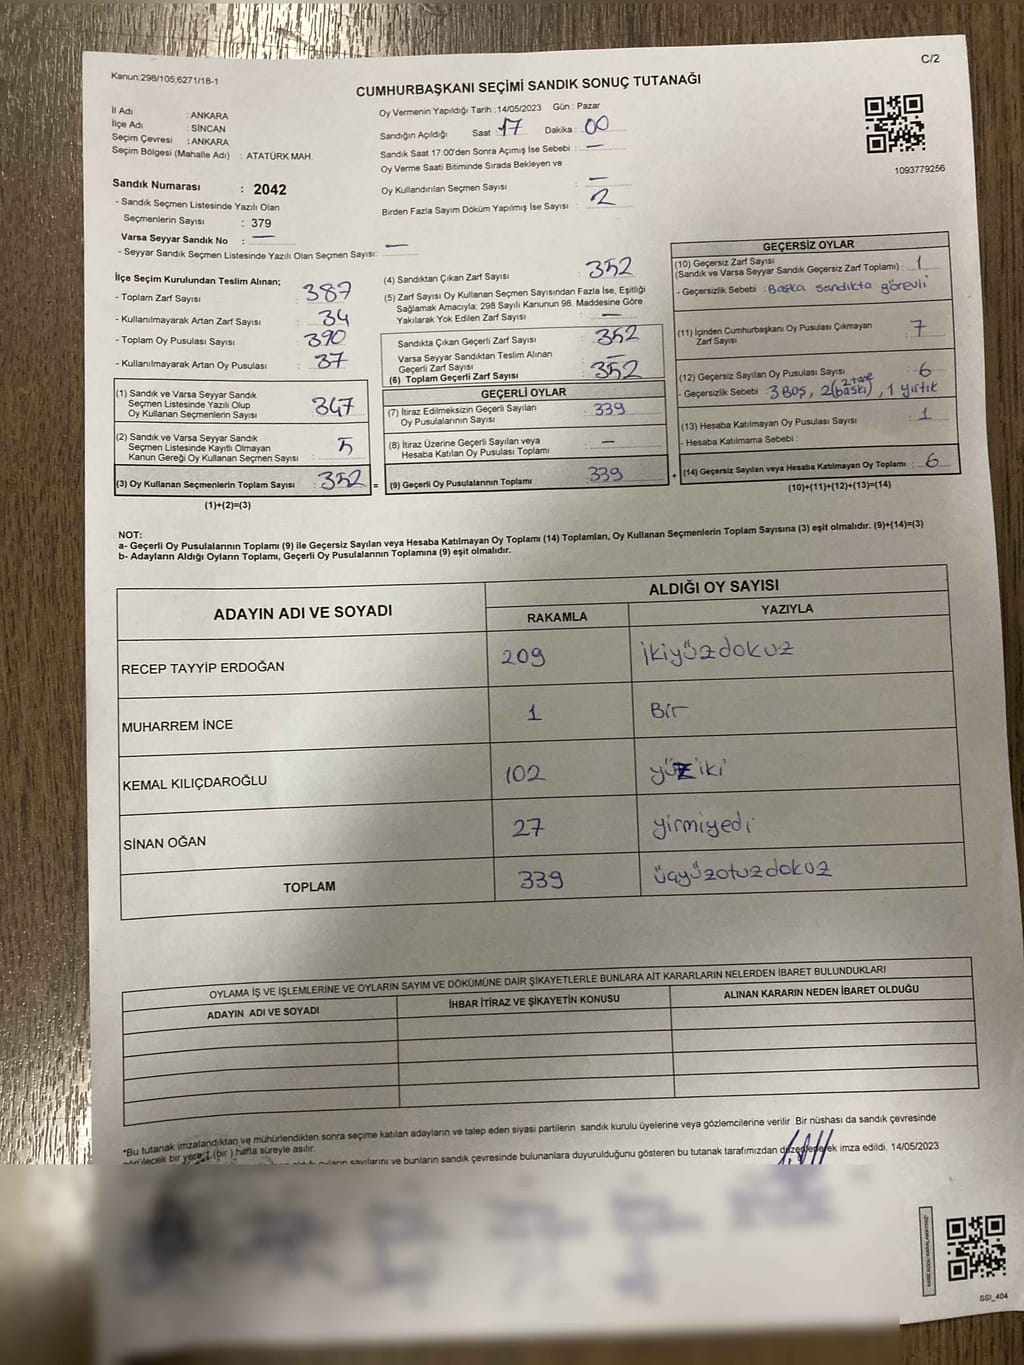 C/2
Kanun;298/105;6271/18-1
CUMHURBAŞKANI SEÇİMİ SANDIK SONUÇ TUTANAĞI
İl Adı : ANKARA
İlçe Adı : SİNCAN
Seçim Çevresi : ANKARA
Seçim Bölgesi (Mahalle Adı) : ATATÜRK MAH.
Oy Vermenin Yapıldığı Tarih : 14/05/2023 Gün : Pazar
Sandığın Açıldığı Saat 17 Dakika : 00
Sandık Saat 17:00'den Sonra Açımış İse Sebebi : —
Oy Verme Saati Bitiminde Sırada Bekleyen ve
Oy Kullandırılan Seçmen Sayısı : —
Birden Fazla Sayım Döküm Yapılmış İse Sayısı : 2
1093779256
Sandık Numarası : 2042
- Sandık Seçmen Listesinde Yazılı Olan
Seçmenlerin Sayısı : 379
Varsa Seyyar Sandık No : —
- Seyyar Sandık Seçmen Listesinde Yazılı Olan Seçmen Sayısı: —
İlçe Seçim Kurulundan Teslim Alınan;
- Toplam Zarf Sayısı : 387
- Kullanılmayarak Artan Zarf Sayısı : 34
- Toplam Oy Pusulası Sayısı : 390
- Kullanılmayarak Artan Oy Pusulası : 37
(1) Sandık ve Varsa Seyyar Sandık
Seçmen Listesinde Yazılı Olup
Oy Kullanan Seçmenlerin Sayısı : 347
(2) Sandık ve Varsa Seyyar Sandık
Seçmen Listesinde Kayıtlı Olmayan
Kanun Gereği Oy Kullanan Seçmen Sayısı : 5
(3) Oy Kullanan Seçmenlerin Toplam Sayısı : 352 =
(1)+(2)=(3)
(4) Sandıktan Çıkan Zarf Sayısı : 352
(5) Zarf Sayısı Oy Kullanan Seçmen Sayısından Fazla İse, Eşitliği
Sağlamak Amacıyla; 298 Sayılı Kanunun 98. Maddesine Göre
Yakılarak Yok Edilen Zarf Sayısı : —
Sandıkta Çıkan Geçerli Zarf Sayısı : 352
Varsa Seyyar Sandıktan Teslim Alınan
Geçerli Zarf Sayısı : —
(6) Toplam Geçerli Zarf Sayısı : 352
GEÇERLİ OYLAR
(7) İtiraz Edilmeksizin Geçerli Sayılan
Oy Pusulalarının Sayısı : 339
(8) İtiraz Üzerine Geçerli Sayılan veya
Hesaba Katılan Oy Pusulası Toplamı : —
(9) Geçerli Oy Pusulalarının Toplamı : 339 +
GEÇERSİZ OYLAR
(10) Geçersiz Zarf Sayısı
(Sandık ve Varsa Seyyar Sandık Geçersiz Zarf Toplamı) : 1
- Geçersizlik Sebebi : Başka sandıkta görevli
(11) İçinden Cumhurbaşkanı Oy Pusulası Çıkmayan
Zarf Sayısı : 7
(12) Geçersiz Sayılan Oy Pusulası Sayısı : 6
- Geçersizlik Sebebi : 3 BOŞ, 2 (2 tane baskı), 1 yırtık
(13) Hesaba Katılmayan Oy Pusulası Sayısı : 1
- Hesaba Katılmama Sebebi :
(14) Geçersiz Sayılan veya Hesaba Katılmayan Oy Toplamı : 6
(10)+(11)+(12)+(13)=(14)
NOT:
a- Geçerli Oy Pusulalarının Toplamı (9) ile Geçersiz Sayılan veya Hesaba Katılmayan Oy Toplamı (14) Toplamları, Oy Kullanan Seçmenlerin Toplam Sayısına (3) eşit olmalıdır. (9)+(14)=(3)
b- Adayların Aldığı Oyların Toplamı, Geçerli Oy Pusulalarının Toplamına (9) eşit olmalıdır.
ADAYIN ADI VE SOYADI
ALDIĞI OY SAYISI
RAKAMLA YAZIYLA
RECEP TAYYİP ERDOĞAN 209 ikiyüzdokuz
MUHARREM İNCE 1 Bir
KEMAL KILIÇDAROĞLU 102 yüziki
SİNAN OĞAN 27 yirmiyedi
TOPLAM 339 üçyüzotuzdokuz
OYLAMA İŞ VE İŞLEMLERİNE VE OYLARIN SAYIM VE DÖKÜMÜNE DAİR ŞİKAYETLERLE BUNLARA AİT KARARLARIN NELERDEN İBARET BULUNDUKLARI
ADAYIN ADI VE SOYADI İHBAR İTİRAZ VE ŞİKAYETİN KONUSU ALINAN KARARIN NEDEN İBARET OLDUĞU
*Bu tutanak imzalandıktan ve mühürlendikten sonra seçime katılan adayların ve talep eden siyasi partilerin sandık kurulu üyelerine veya gözlemcilerine verilir. Bir nüshası da sandık çevresinde
görülecek bir yere 1 (bir ) hafta süreyle asılır.
oyların sayılarını ve bunların sandık çevresinde bulunanlara duyurulduğunu gösteren bu tutanak tarafımızdan düzenlenerek imza edildi. 14/05/2023
SSI_404